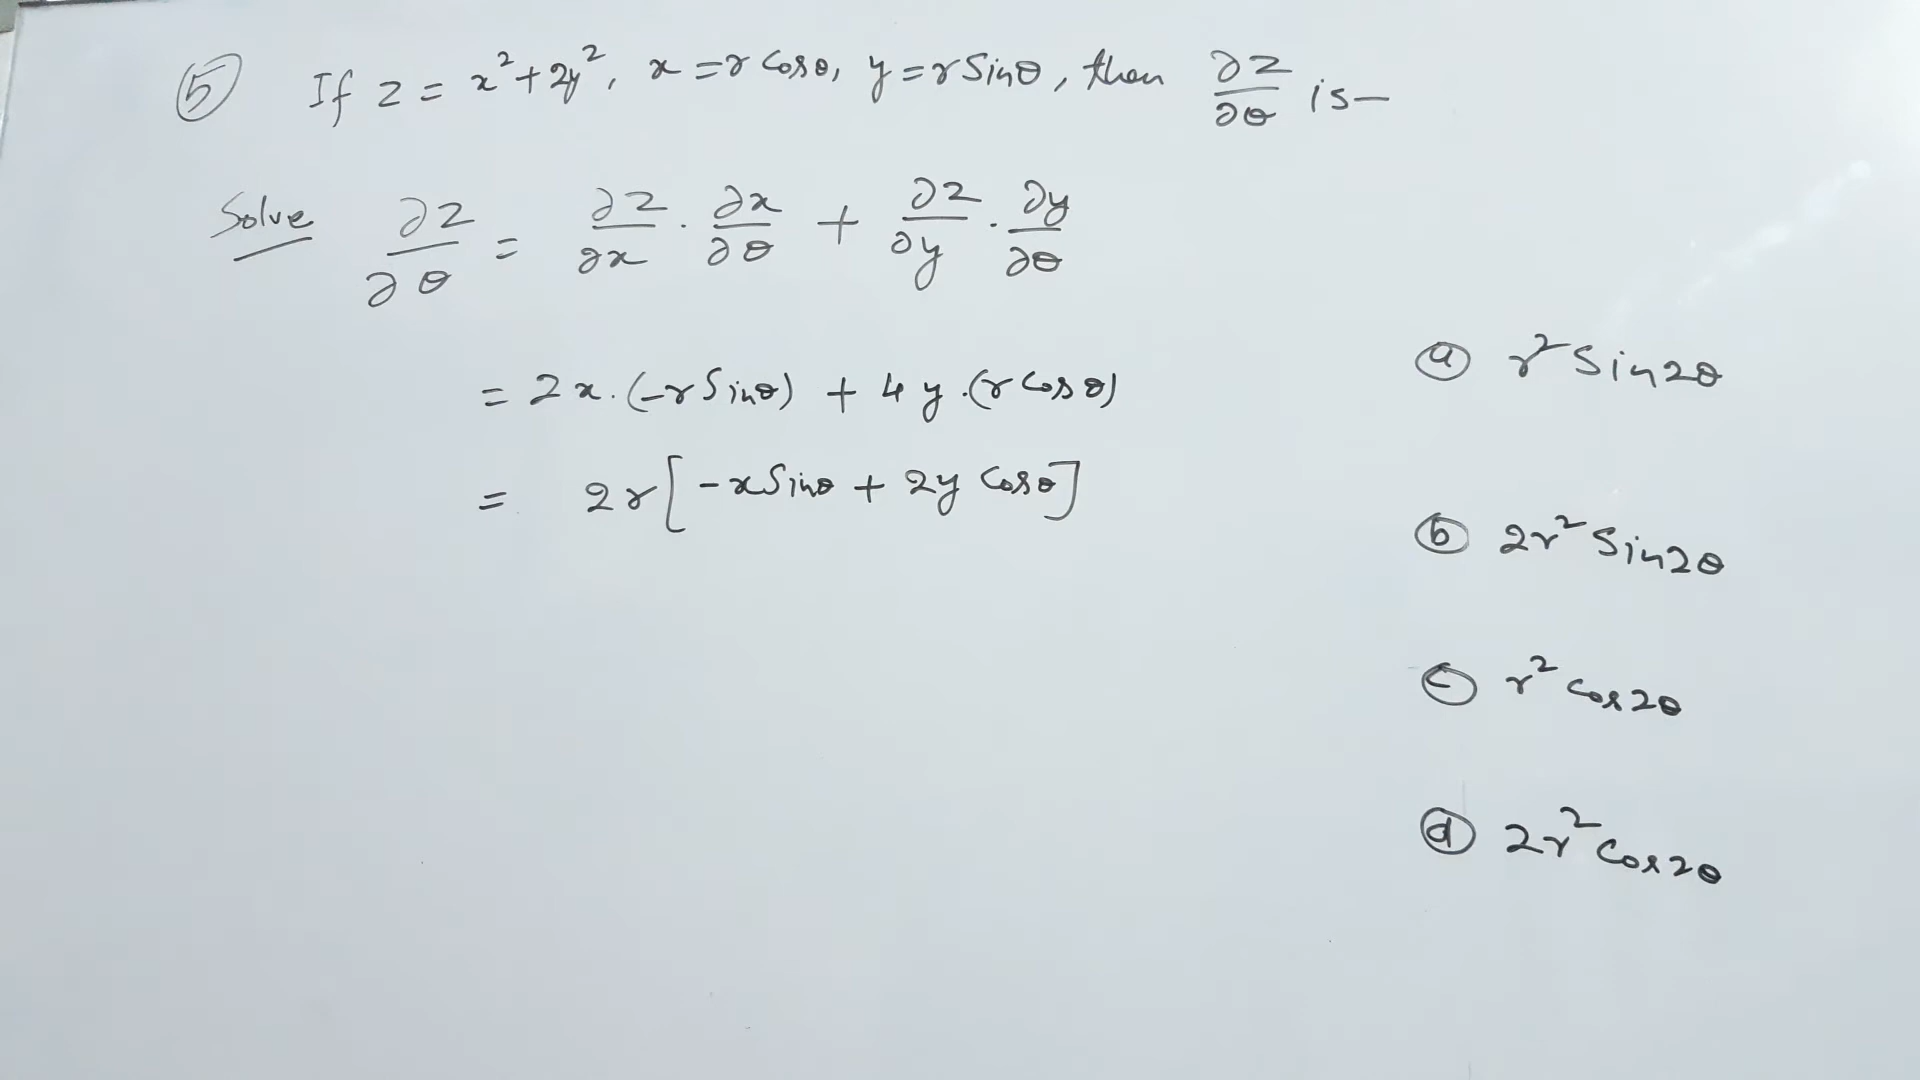 ⑤ If z = x²+2y², x = r Cosθ, y = r Sinθ, then ∂z/∂θ is—
Solve ∂z/∂θ = ∂z/∂x · ∂x/∂θ + ∂z/∂y · ∂y/∂θ
= 2x·(-r Sinθ) + 4y·(r Cosθ)
= 2r[-x Sinθ + 2y Cosθ]
ⓐ r² Sin2θ
ⓑ 2r² Sin2θ
ⓒ r² Cos2θ
ⓓ 2r² Cos2θ